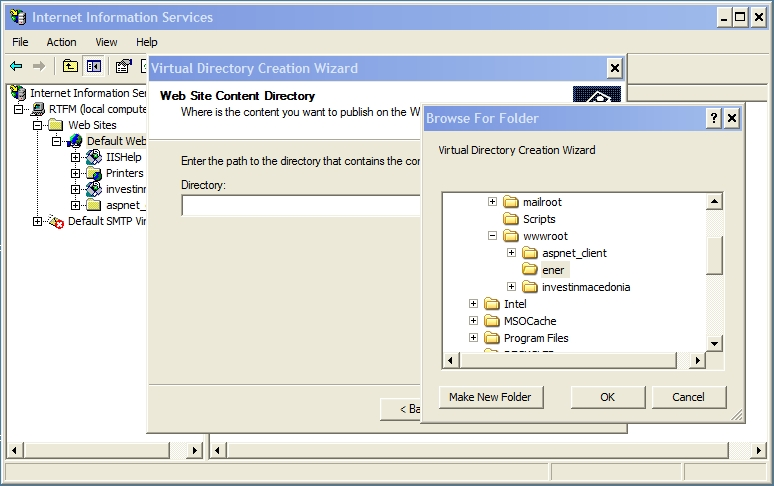 Internet Information Services
File Action View Help
Virtual Directory Creation Wizard
Web Site Content Directory
Where is the content you want to publish on the W
Enter the path to the directory that contains the co
Directory:
< Ba
Internet Information Ser
RTFM (local compute
Web Sites
Default Web
IISHelp
Printers
investin
aspnet_
Default SMTP Vir
Browse For Folder
Virtual Directory Creation Wizard
mailroot
Scripts
wwwroot
aspnet_client
ener
investinmacedonia
Intel
MSOCache
Program Files
Make New Folder OK Cancel